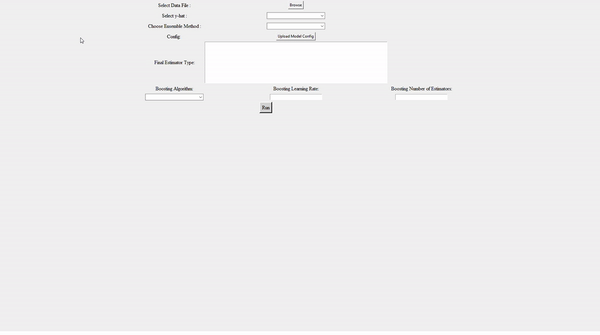 Select Data File : Browse
Select y-hat :
Choose Ensemble Method :
Config: Upload Model Config
Final Estimator Type:
Boosting Algorithm: Boosting Learning Rate: Boosting Number of Estimators:
Run